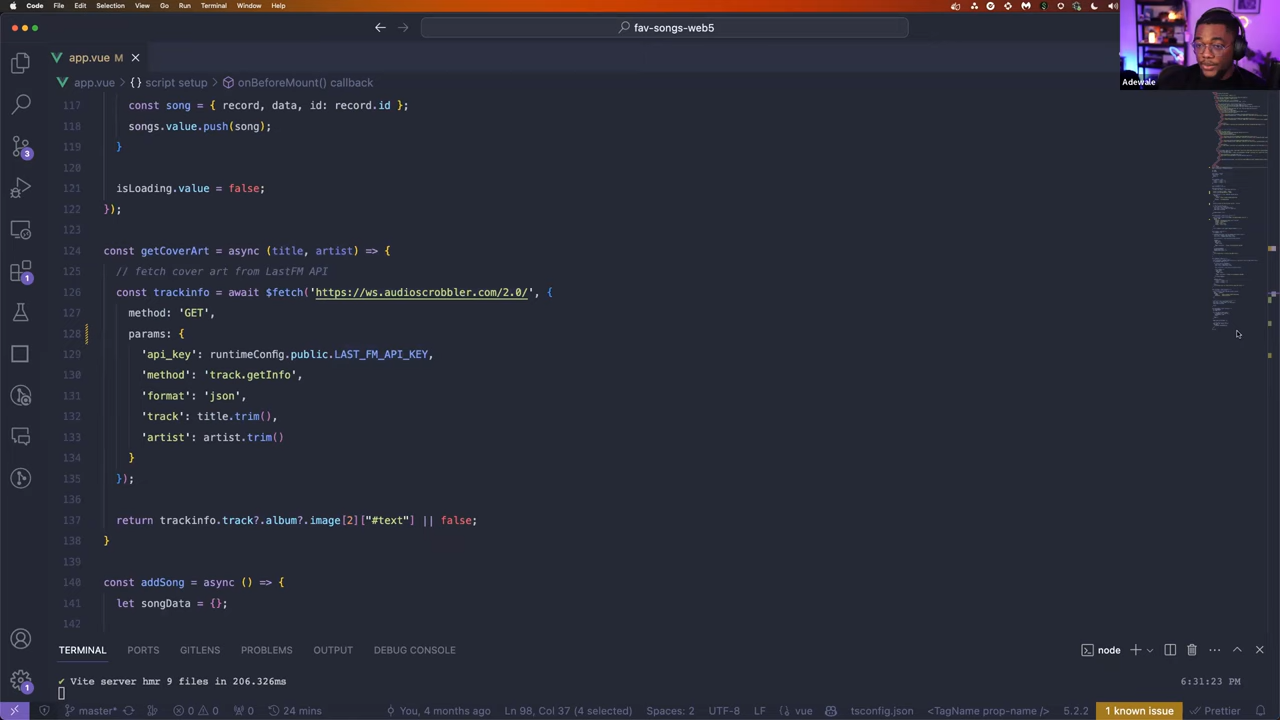 Code File Edit Selection View Go Run Terminal Window Help
fav-songs-web5
Adewale
app.vue M
app.vue {} script setup onBeforeMount() callback
117 const song = { record, data, id: record.id };
118 songs.value.push(song);
119 }
120
121 isLoading.value = false;
122 });
123
124 const getCoverArt = async (title, artist) => {
125 // fetch cover art from LastFM API
126 const trackinfo = await $fetch('https://ws.audioscrobbler.com/2.0/', {
127 method: 'GET',
128 params: {
129 'api_key': runtimeConfig.public.LAST_FM_API_KEY,
130 'method': 'track.getInfo',
131 'format': 'json',
132 'track': title.trim(),
133 'artist': artist.trim()
134 }
135 });
136
137 return trackinfo.track?.album?.image[2]["#text"] || false;
138 }
139
140 const addSong = async () => {
141 let songData = {};
142
3
1
TERMINAL PORTS GITLENS PROBLEMS OUTPUT DEBUG CONSOLE node
✔ Vite server hmr 9 files in 206.326ms 6:31:23 PM
1
master* 0 0 0 24 mins You, 4 months ago Ln 98, Col 37 (4 selected) Spaces: 2 UTF-8 LF {} vue tsconfig.json <TagName prop-name /> 5.2.2 1 known issue Prettier